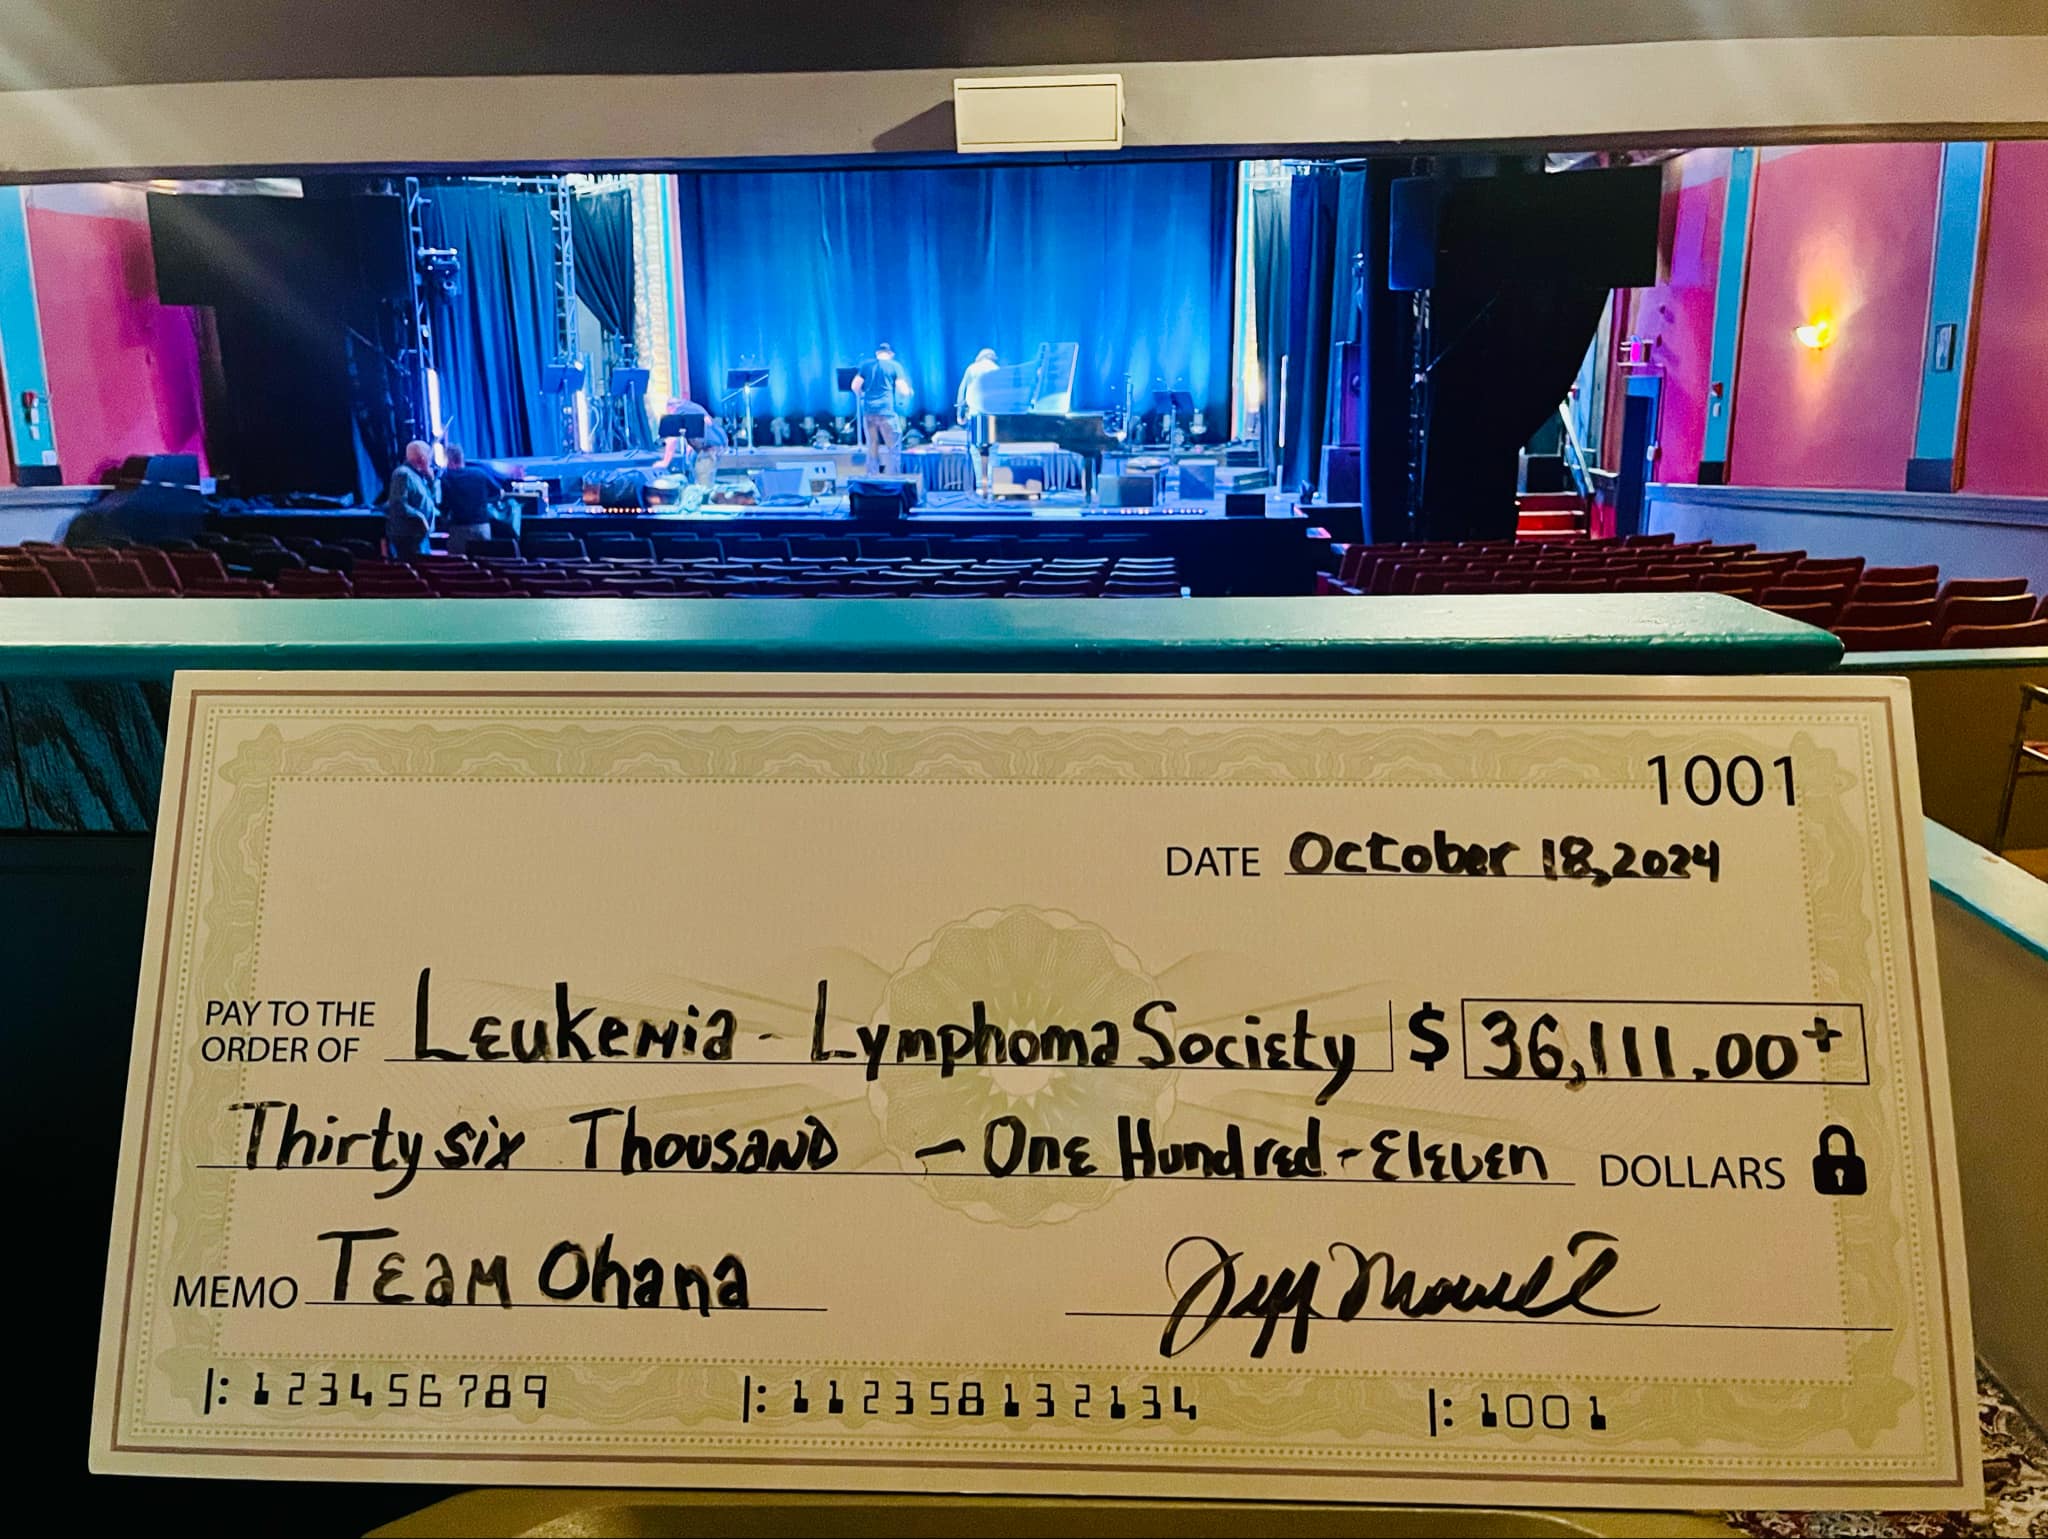 1001
DATE October 18, 2024
PAY TO THE
ORDER OF Leukemia - Lymphoma Society $ 36,111.00+
Thirty six Thousand - One Hundred - Eleven DOLLARS
MEMO Team Ohana Jeff
|: 123456789 |: 112358132134 |: 1001